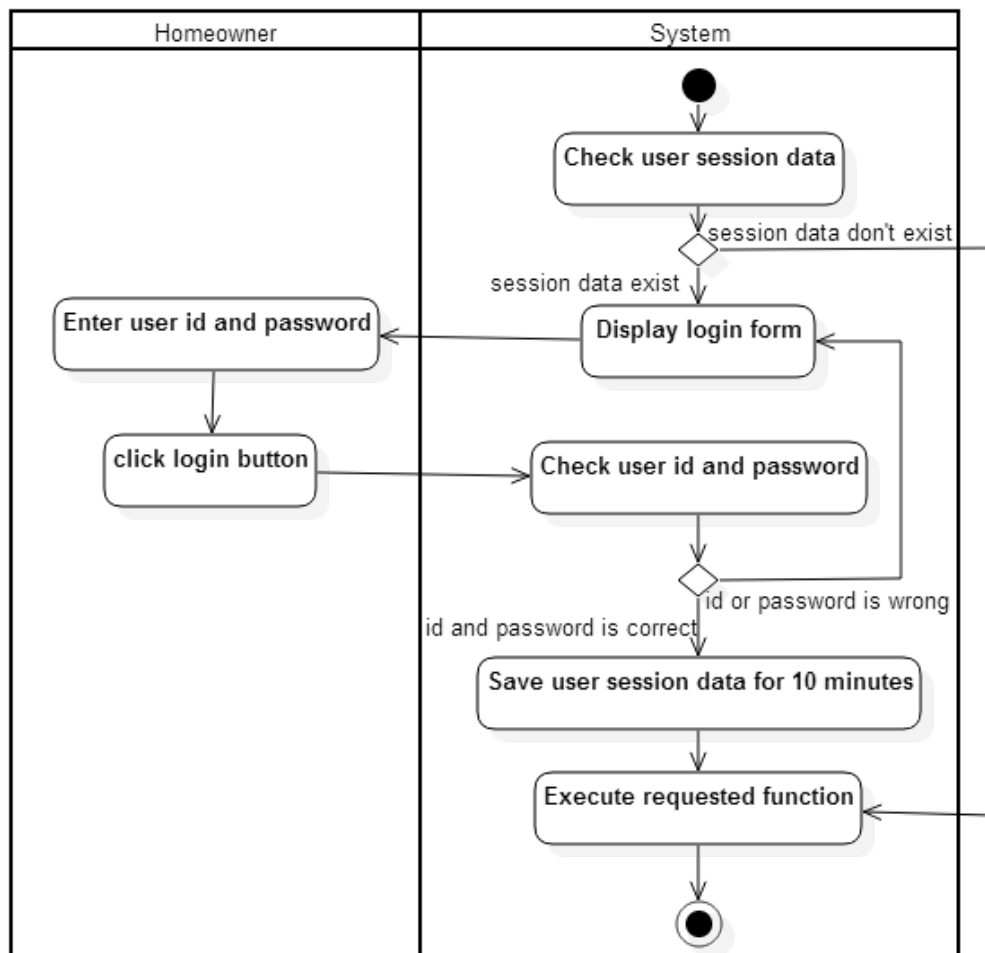 Homeowner
System
Check user session data
session data don't exist
session data exist
Enter user id and password
Display login form
click login button
Check user id and password
id or password is wrong
id and password is correct
Save user session data for 10 minutes
Execute requested function